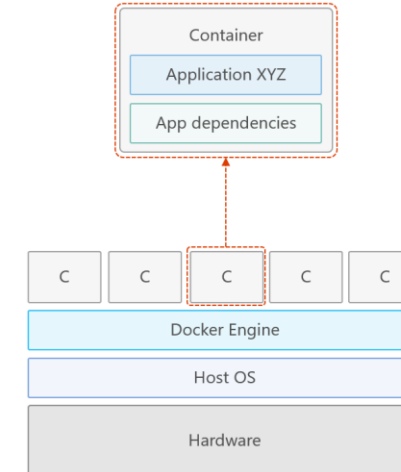 Container
Application XYZ
App dependencies
C C C C C
Docker Engine
Host OS
Hardware